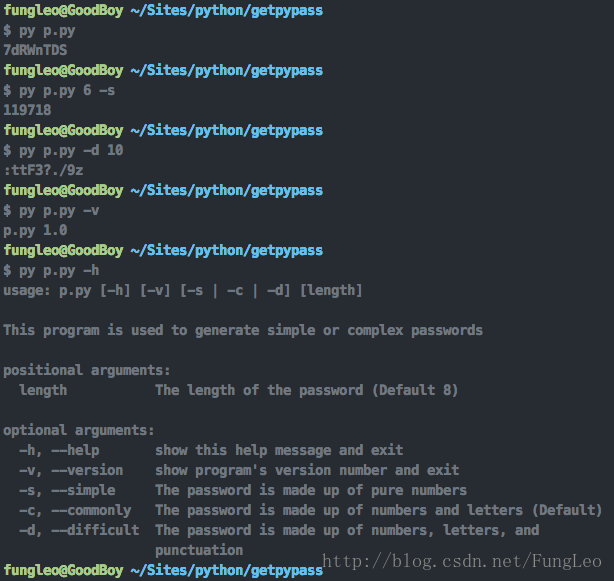 fungleo@GoodBoy ~/Sites/python/getpypass
$ py p.py
7dRWnTDS
fungleo@GoodBoy ~/Sites/python/getpypass
$ py p.py 6 -s
119718
fungleo@GoodBoy ~/Sites/python/getpypass
$ py p.py -d 10
:ttF3?./9z
fungleo@GoodBoy ~/Sites/python/getpypass
$ py p.py -v
p.py 1.0
fungleo@GoodBoy ~/Sites/python/getpypass
$ py p.py -h
usage: p.py [-h] [-v] [-s | -c | -d] [length]

This program is used to generate simple or complex passwords

positional arguments:
  length           The length of the password (Default 8)

optional arguments:
  -h, --help       show this help message and exit
  -v, --version    show program's version number and exit
  -s, --simple     The password is made up of pure numbers
  -c, --commonly   The password is made up of numbers and letters (Default)
  -d, --difficult  The password is made up of numbers, letters, and
                   punctuation
fungleo@GoodBoy ~/Sites/python/getpypass
http://blog.csdn.net/FungLeo